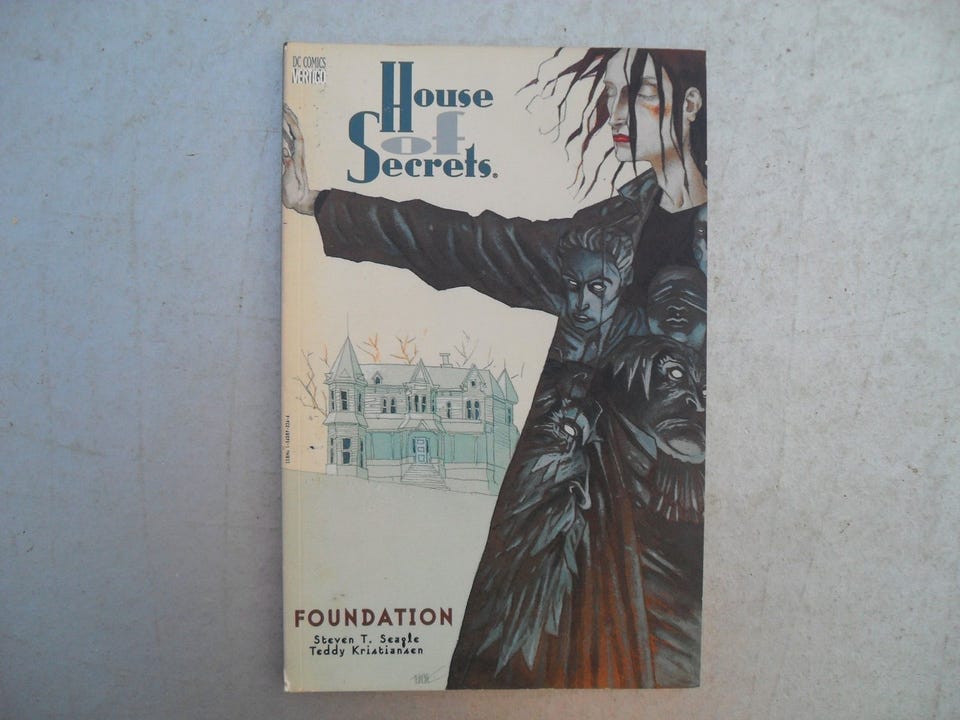 DC COMICS
VERTIGO
House
of
Secrets.
FOUNDATION
Steven T. Seagle
Teddy Kristiansen